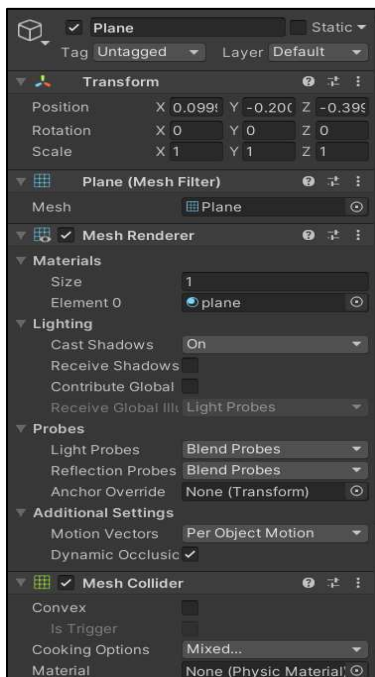 Plane Static
Tag Untagged Layer Default
Transform
Position X 0.099 Y -0.200 Z -0.399
Rotation X 0 Y 0 Z 0
Scale X 1 Y 1 Z 1
Plane (Mesh Filter)
Mesh Plane
Mesh Renderer
Materials
Size 1
Element 0 plane
Lighting
Cast Shadows On
Receive Shadows
Contribute Global
Receive Global Illu Light Probes
Probes
Light Probes Blend Probes
Reflection Probes Blend Probes
Anchor Override None (Transform)
Additional Settings
Motion Vectors Per Object Motion
Dynamic Occlusic
Mesh Collider
Convex
Is Trigger
Cooking Options Mixed...
Material None (Physic Material)